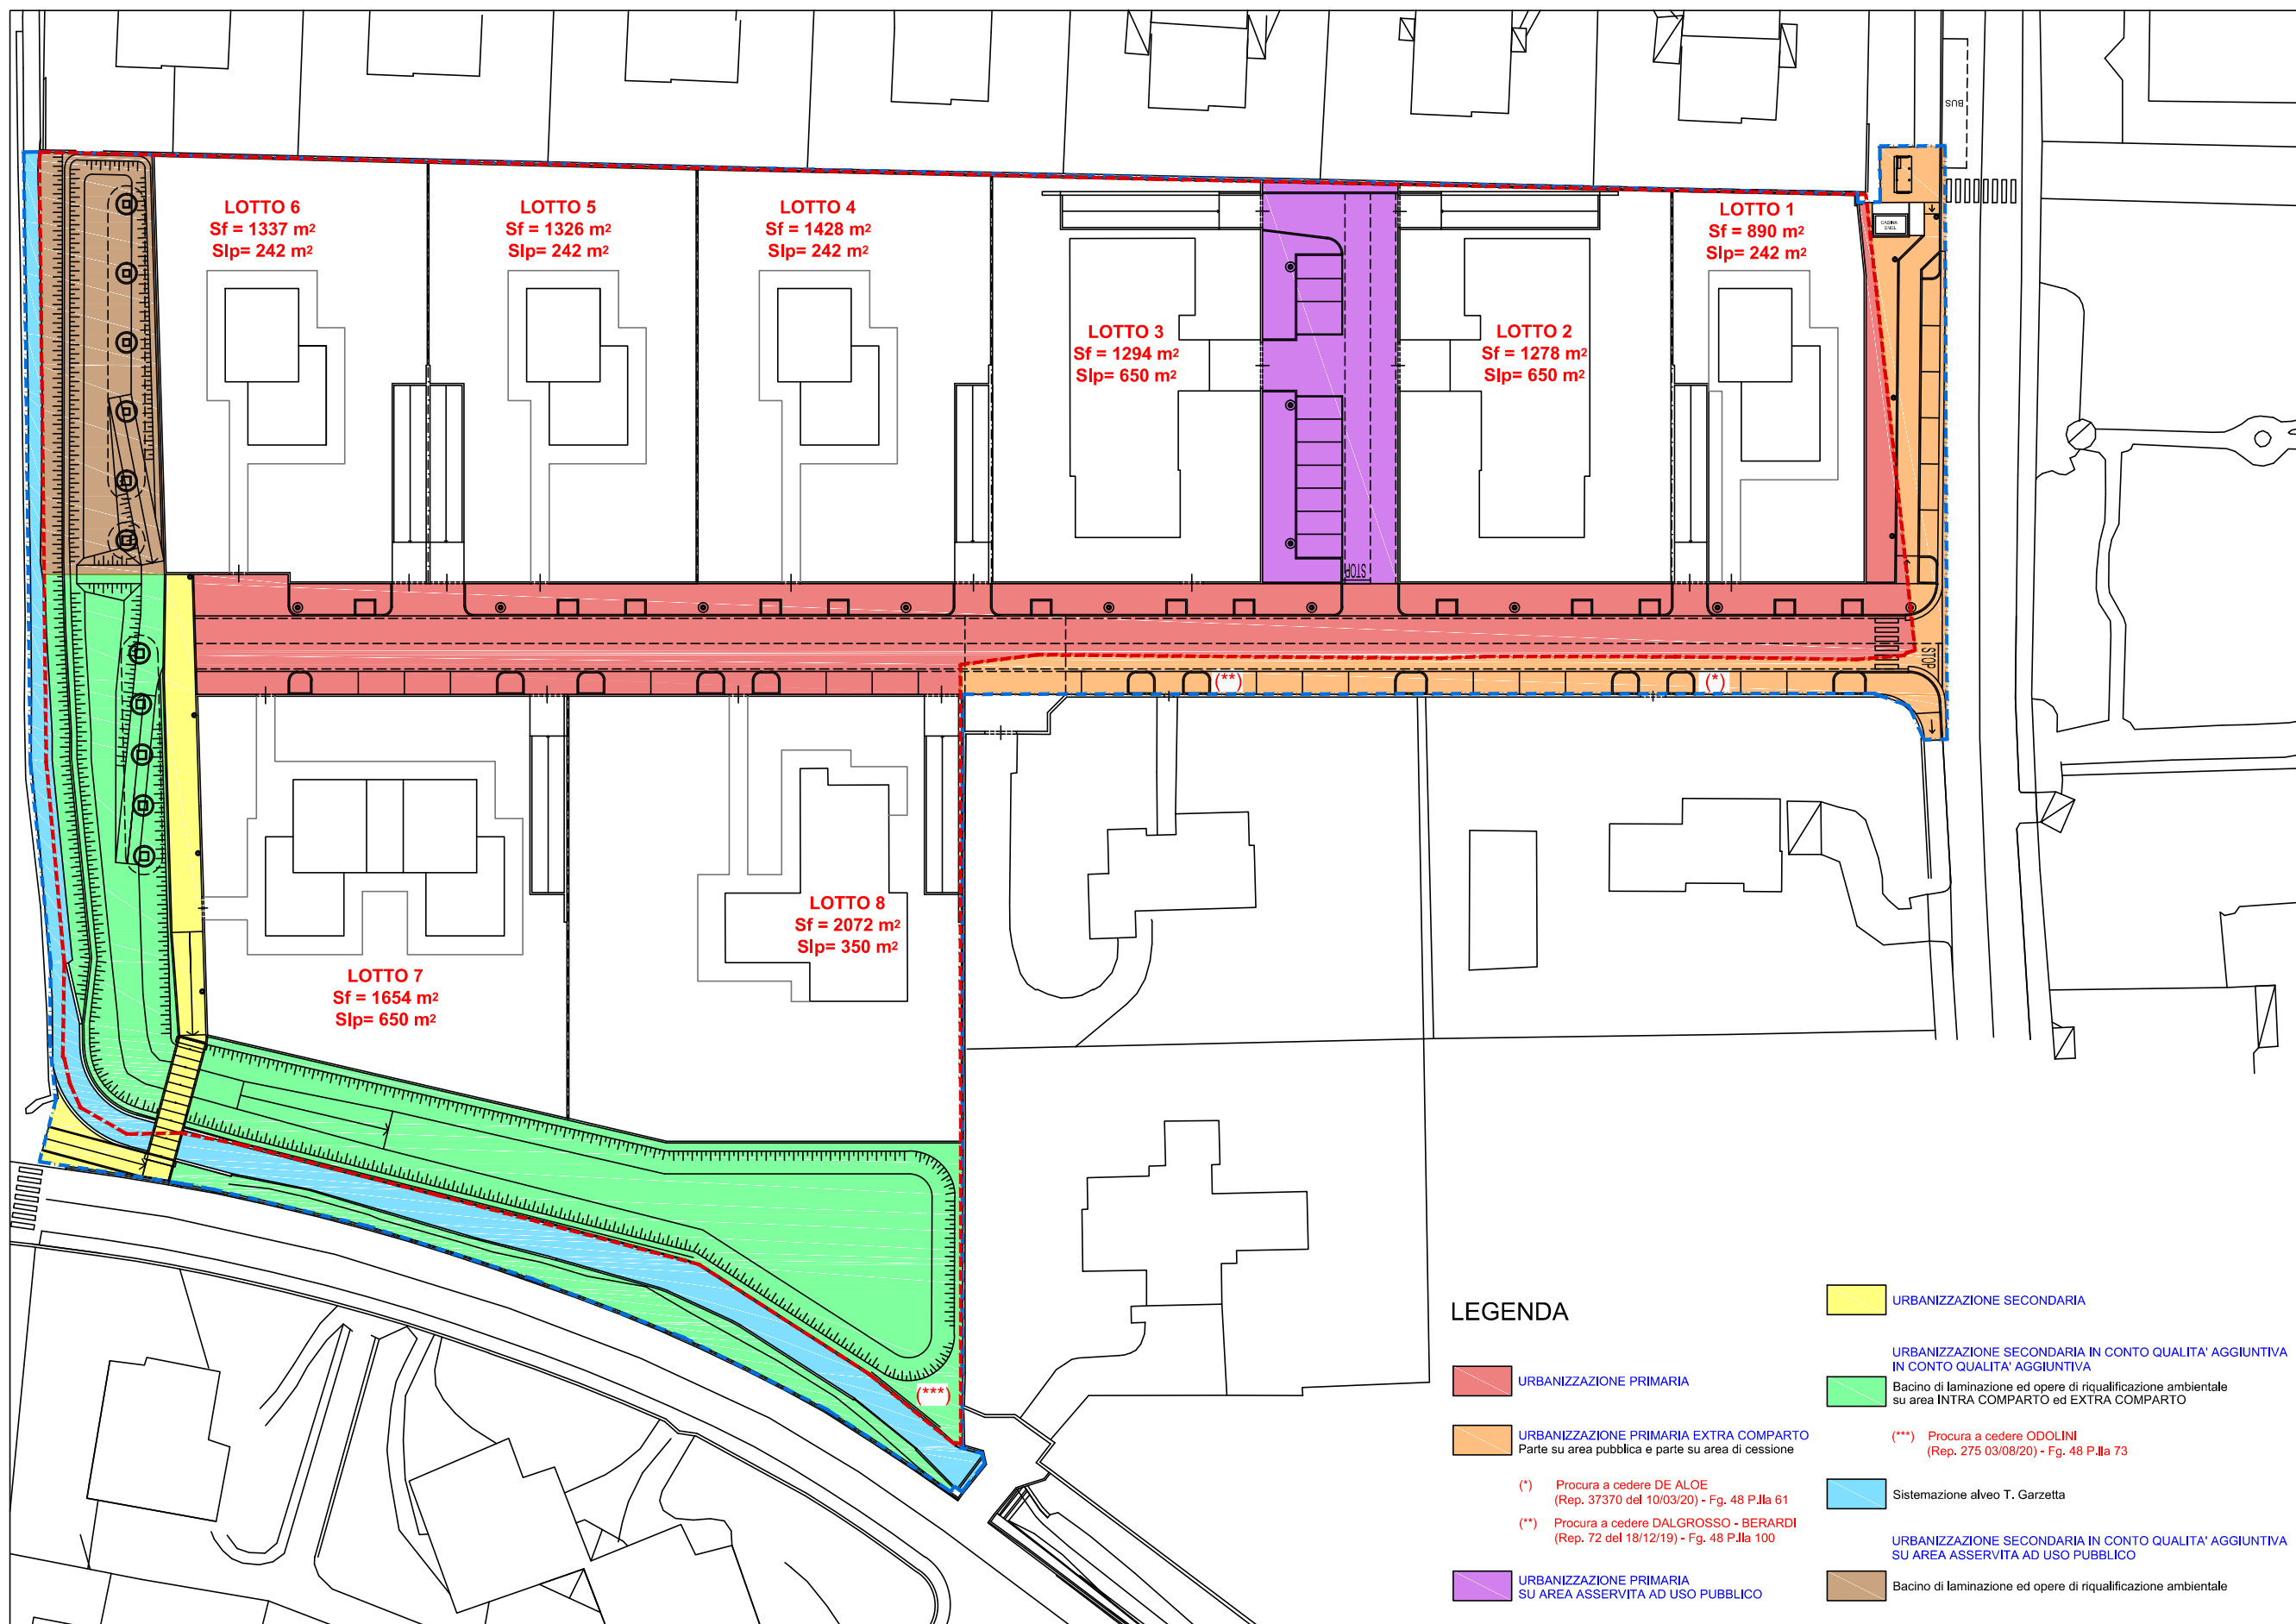 BUS
LOTTO 6
Sf = 1337 m²
Slp= 242 m²
LOTTO 5
Sf = 1326 m²
Slp= 242 m²
LOTTO 4
Sf = 1428 m²
Slp= 242 m²
LOTTO 3
Sf = 1294 m²
Slp= 650 m²
LOTTO 2
Sf = 1278 m²
Slp= 650 m²
LOTTO 1
Sf = 890 m²
Slp= 242 m²
CABINA
ENEL
STOP
STOP
(**)
(*)
LOTTO 7
Sf = 1654 m²
Slp= 650 m²
LOTTO 8
Sf = 2072 m²
Slp= 350 m²
(***)
LEGENDA
URBANIZZAZIONE PRIMARIA
URBANIZZAZIONE PRIMARIA EXTRA COMPARTO
Parte su area pubblica e parte su area di cessione
(*) Procura a cedere DE ALOE
(Rep. 37370 del 10/03/20) - Fg. 48 P.lla 61
(**) Procura a cedere DALGROSSO - BERARDI
(Rep. 72 del 18/12/19) - Fg. 48 P.lla 100
URBANIZZAZIONE PRIMARIA
SU AREA ASSERVITA AD USO PUBBLICO
URBANIZZAZIONE SECONDARIA
URBANIZZAZIONE SECONDARIA IN CONTO QUALITA' AGGIUNTIVA
IN CONTO QUALITA' AGGIUNTIVA
Bacino di laminazione ed opere di riqualificazione ambientale
su area INTRA COMPARTO ed EXTRA COMPARTO
(***) Procura a cedere ODOLINI
(Rep. 275 03/08/20) - Fg. 48 P.lla 73
Sistemazione alveo T. Garzetta
URBANIZZAZIONE SECONDARIA IN CONTO QUALITA' AGGIUNTIVA
SU AREA ASSERVITA AD USO PUBBLICO
Bacino di laminazione ed opere di riqualificazione ambientale